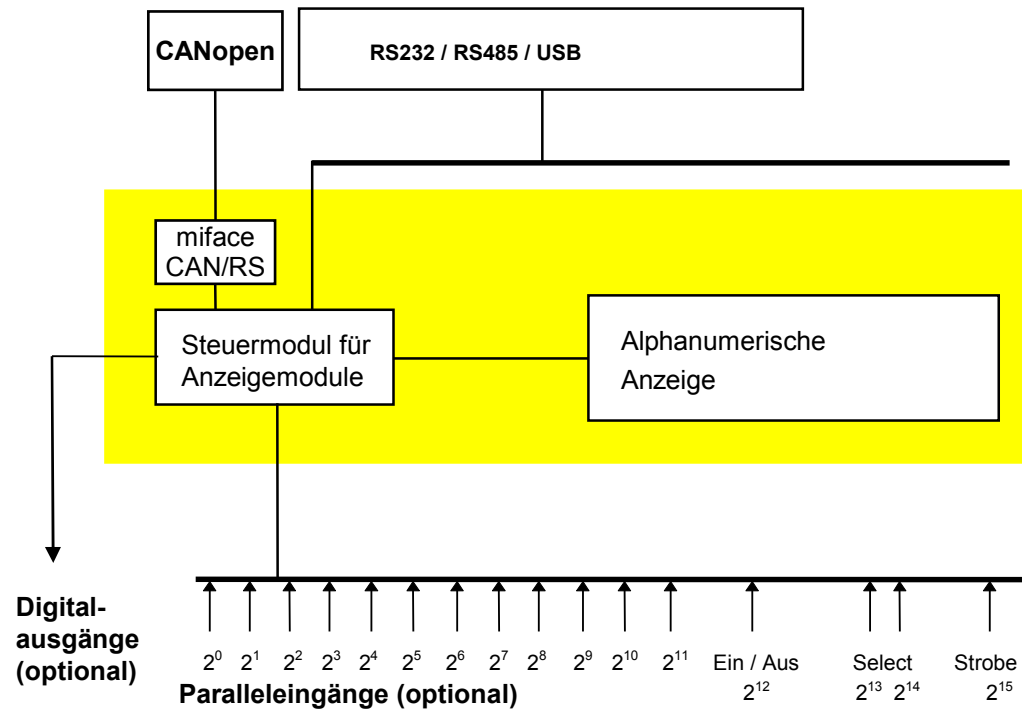 CANopen
RS232 / RS485 / USB
miface
CAN/RS
Steuermodul für
Anzeigemodule
Alphanumerische
Anzeige
Digital-
ausgänge
(optional)
2⁰ 2¹ 2² 2³ 2⁴ 2⁵ 2⁶ 2⁷ 2⁸ 2⁹ 2¹⁰ 2¹¹ Ein / Aus Select Strobe
2¹² 2¹³ 2¹⁴ 2¹⁵
Paralleleingänge (optional)